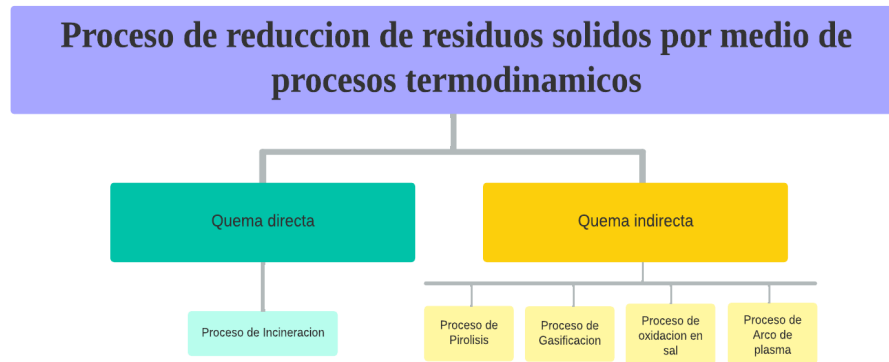 Proceso de reduccion de residuos solidos por medio de
procesos termodinamicos
Quema directa
Quema indirecta
Proceso de Incineracion
Proceso de
Pirolisis
Proceso de
Gasificacion
Proceso de
oxidacion en
sal
Proceso de
Arco de
plasma